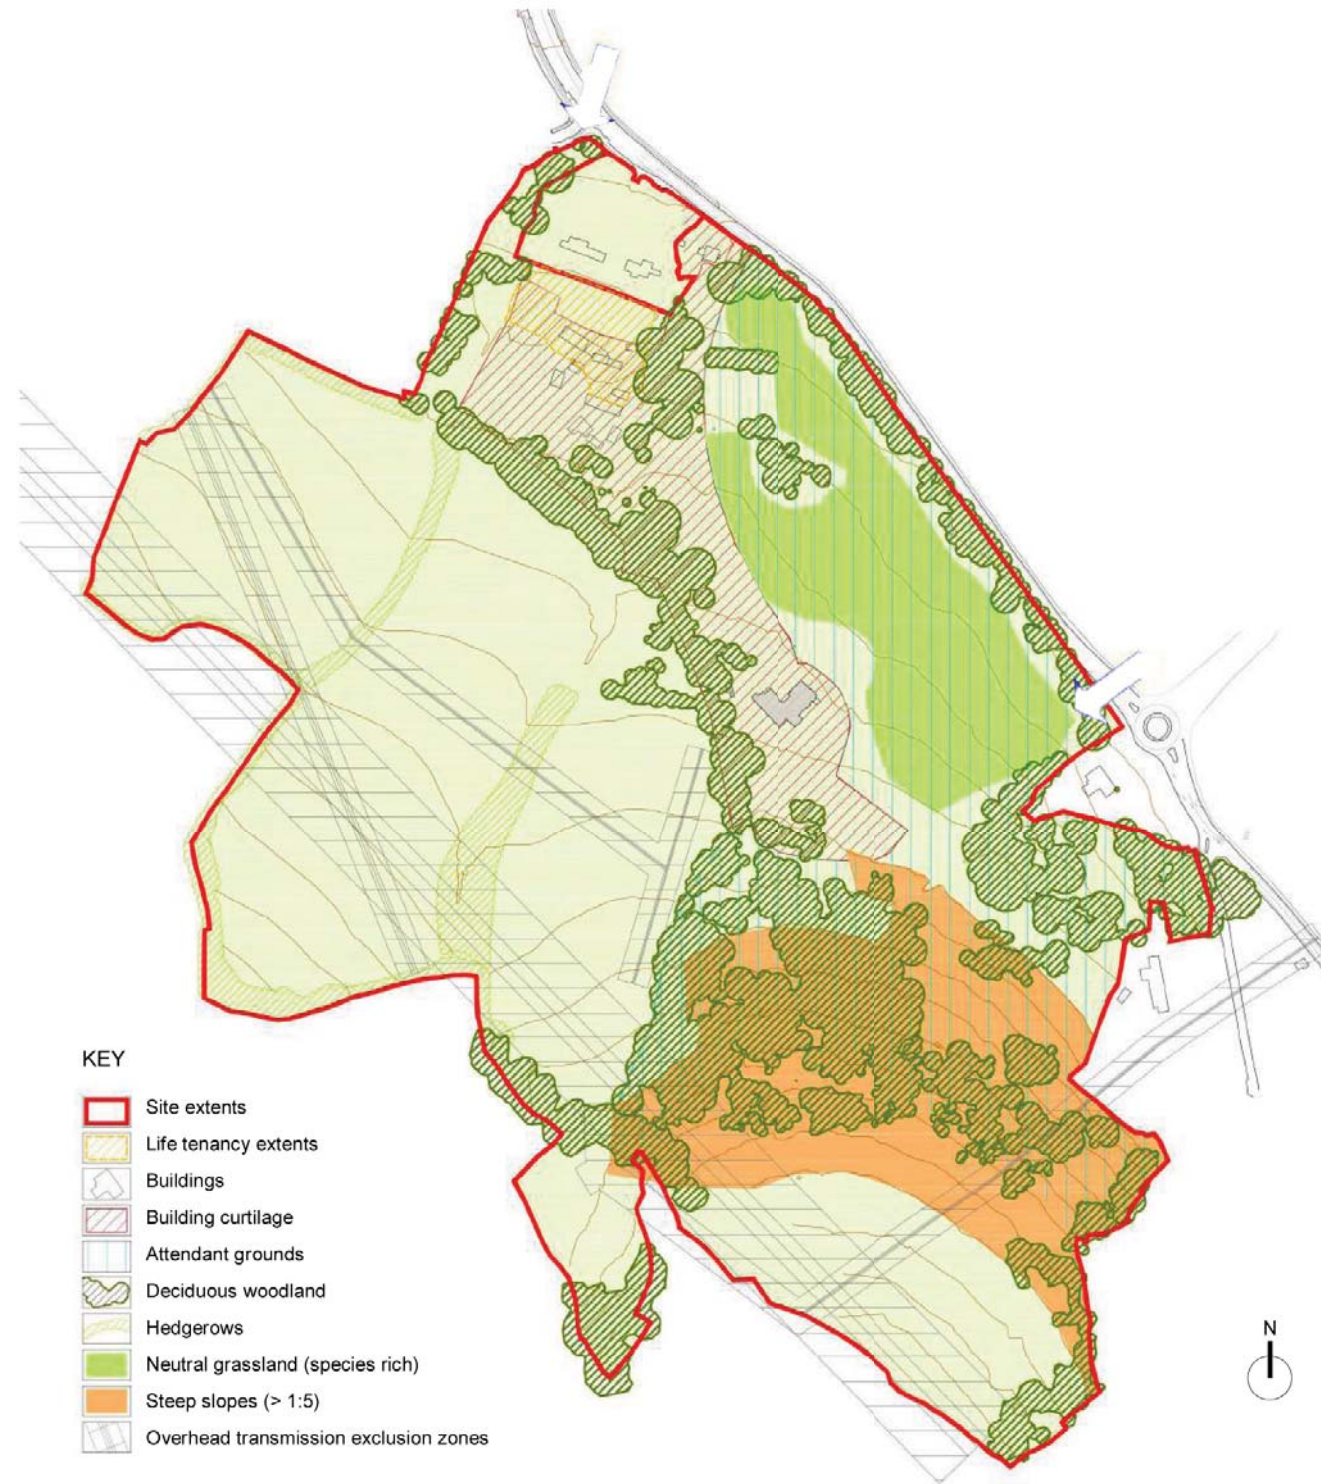 KEY
Site extents
Life tenancy extents
Buildings
Building curtilage
Attendant grounds
Deciduous woodland
Hedgerows
Neutral grassland (species rich)
Steep slopes (> 1:5)
Overhead transmission exclusion zones
N